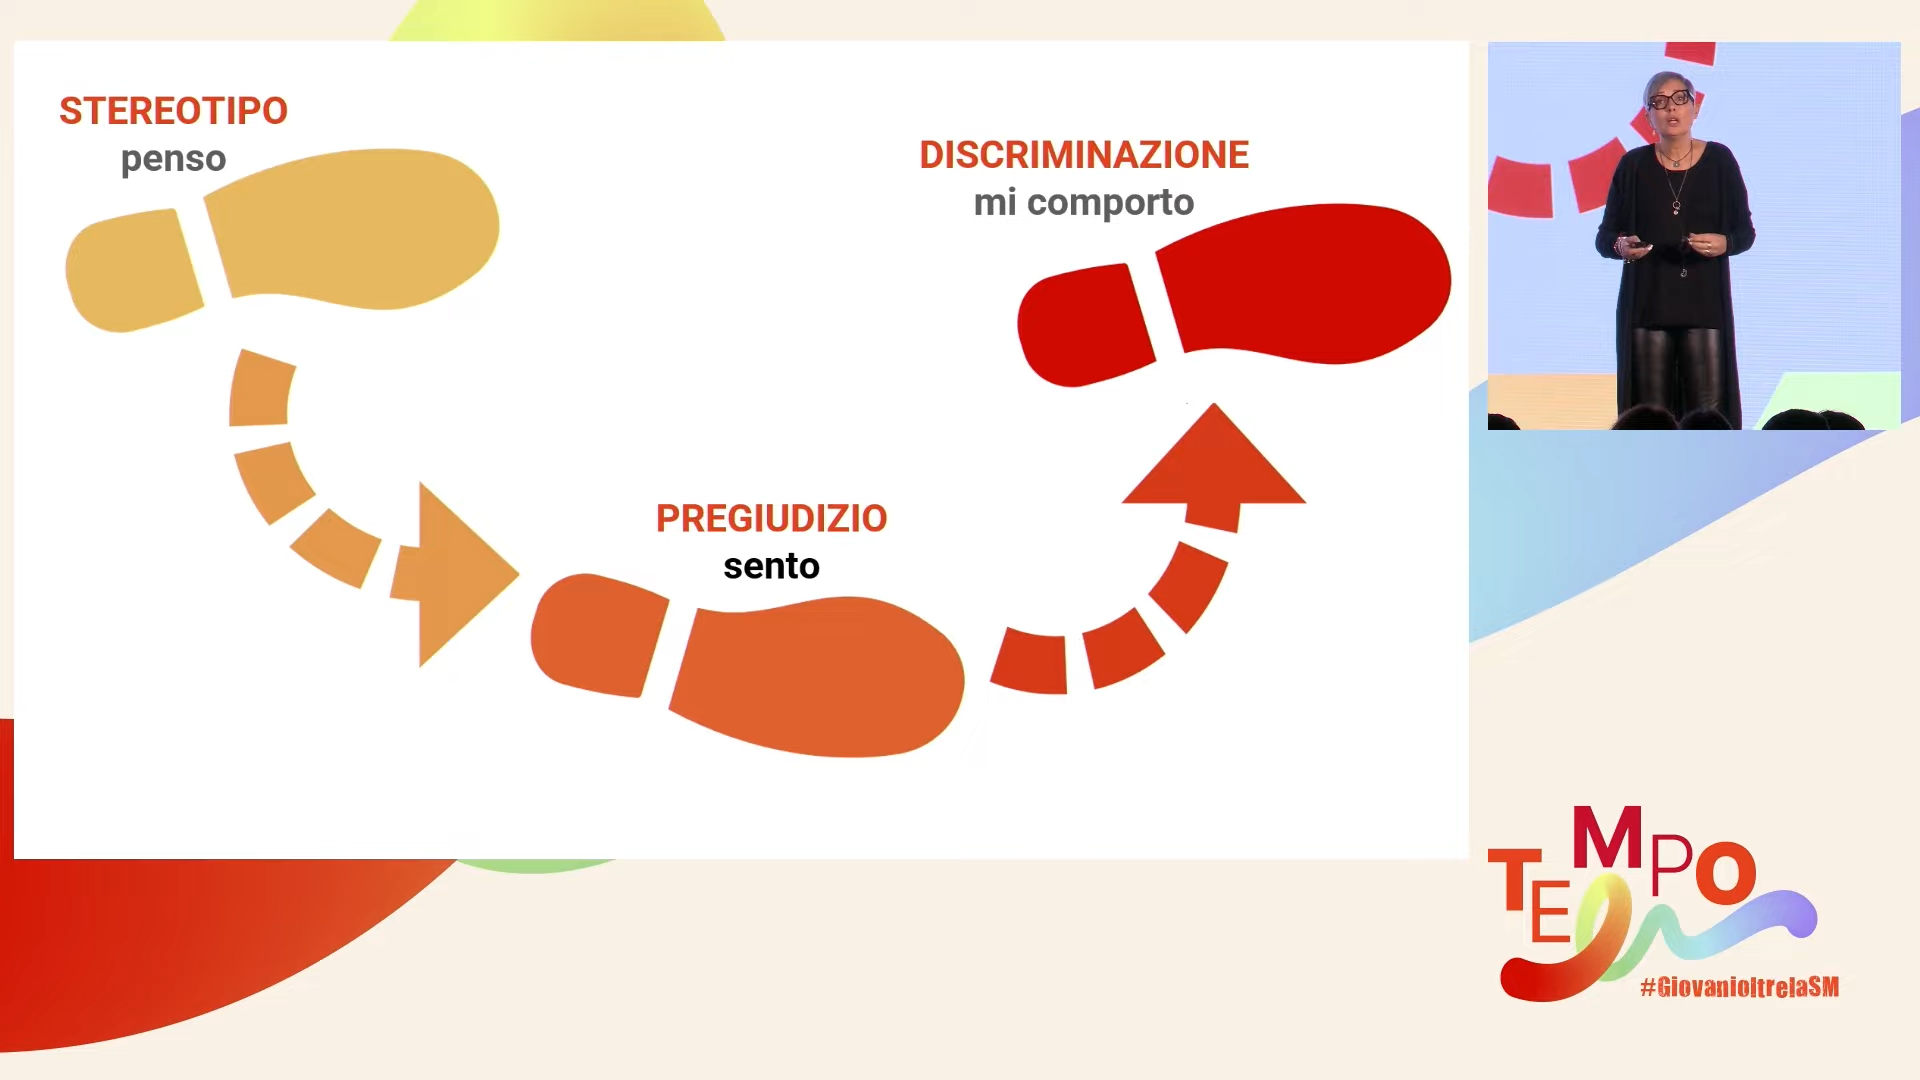 STEREOTIPO
penso
DISCRIMINAZIONE
mi comporto
PREGIUDIZIO
sento
TEMPO
#GiovanioltrelaSM